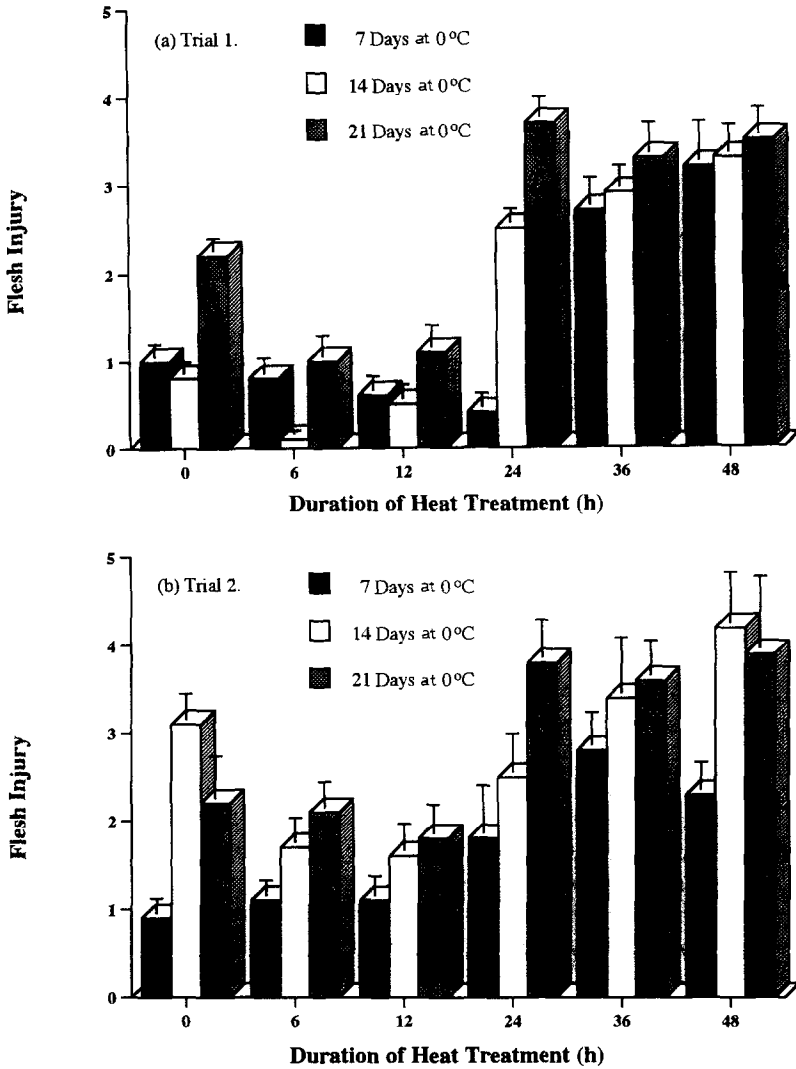 5
(a) Trial 1.
7 Days at 0°C
14 Days at 0°C
21 Days at 0°C
4
3
2
1
0
Flesh Injury
0 6 12 24 36 48
Duration of Heat Treatment (h)
5
(b) Trial 2.
7 Days at 0°C
14 Days at 0°C
21 Days at 0°C
4
3
2
1
0
Flesh Injury
0 6 12 24 36 48
Duration of Heat Treatment (h)